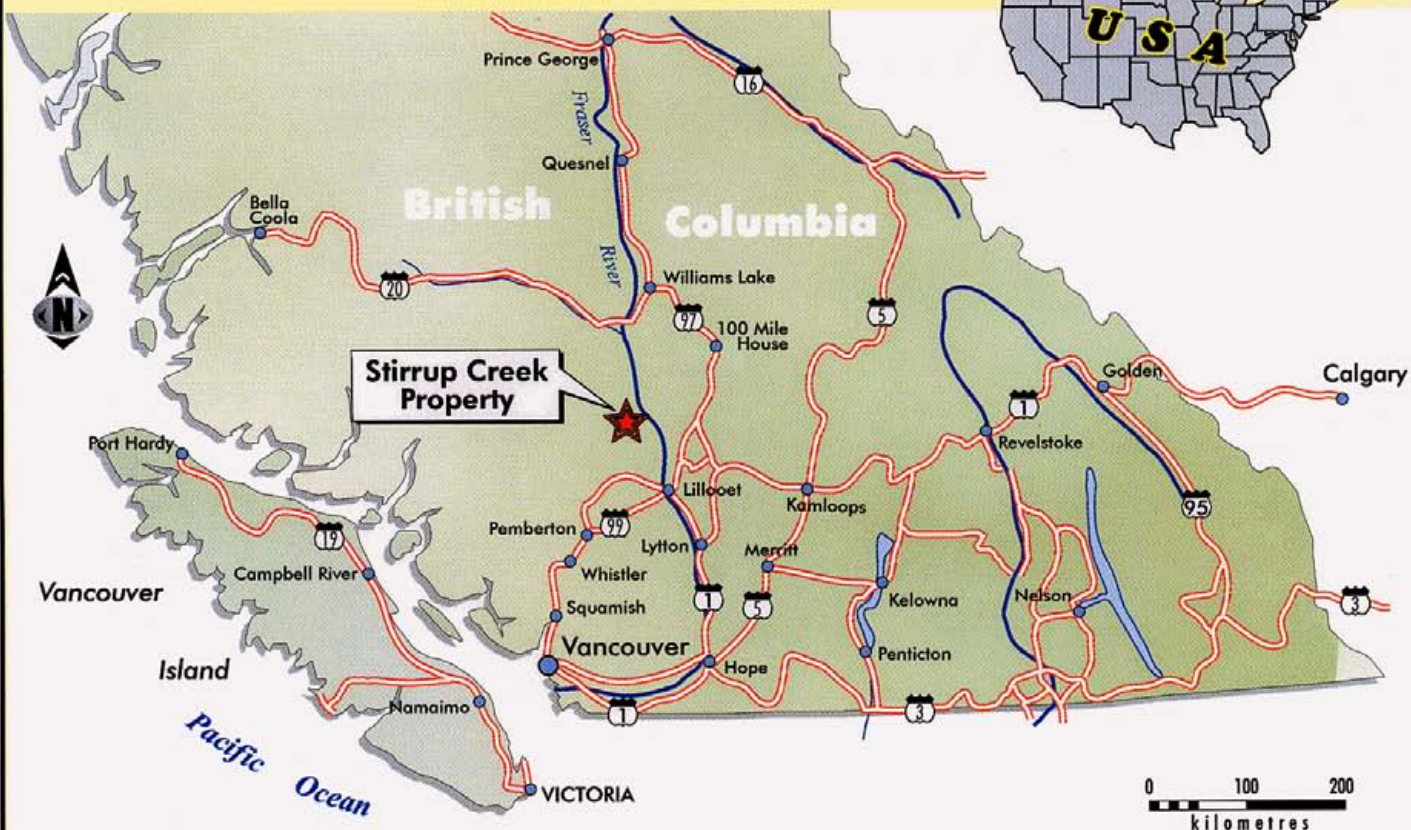 USA
Prince George
16
Fraser
Quesnel
Bella
Coola
British
Columbia
River
N
20
Williams Lake
97
5
100 Mile
House
Stirrup Creek
Property
Golden
Calgary
1
Revelstoke
Port Hardy
Lillooet
Kamloops
95
Pemberton
99
19
Lytton
Merritt
Campbell River
Whistler
Vancouver
1
5
Kelowna
Nelson
3
Squamish
Vancouver
Island
Hope
Penticton
Namaimo
1
3
Pacific
Ocean
VICTORIA
0 100 200
kilometres